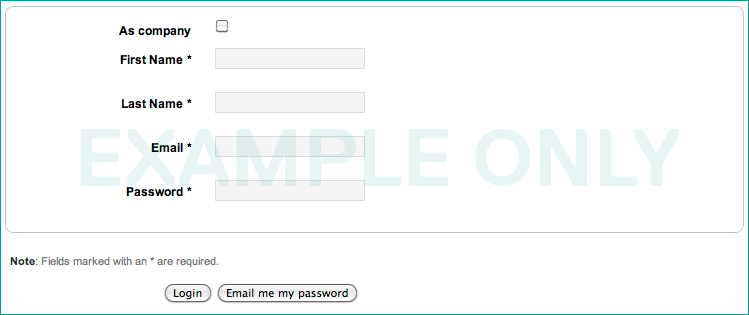 As company
First Name *
Last Name *
Email *
Password *
EXAMPLE ONLY
Note: Fields marked with an * are required.
Login Email me my password